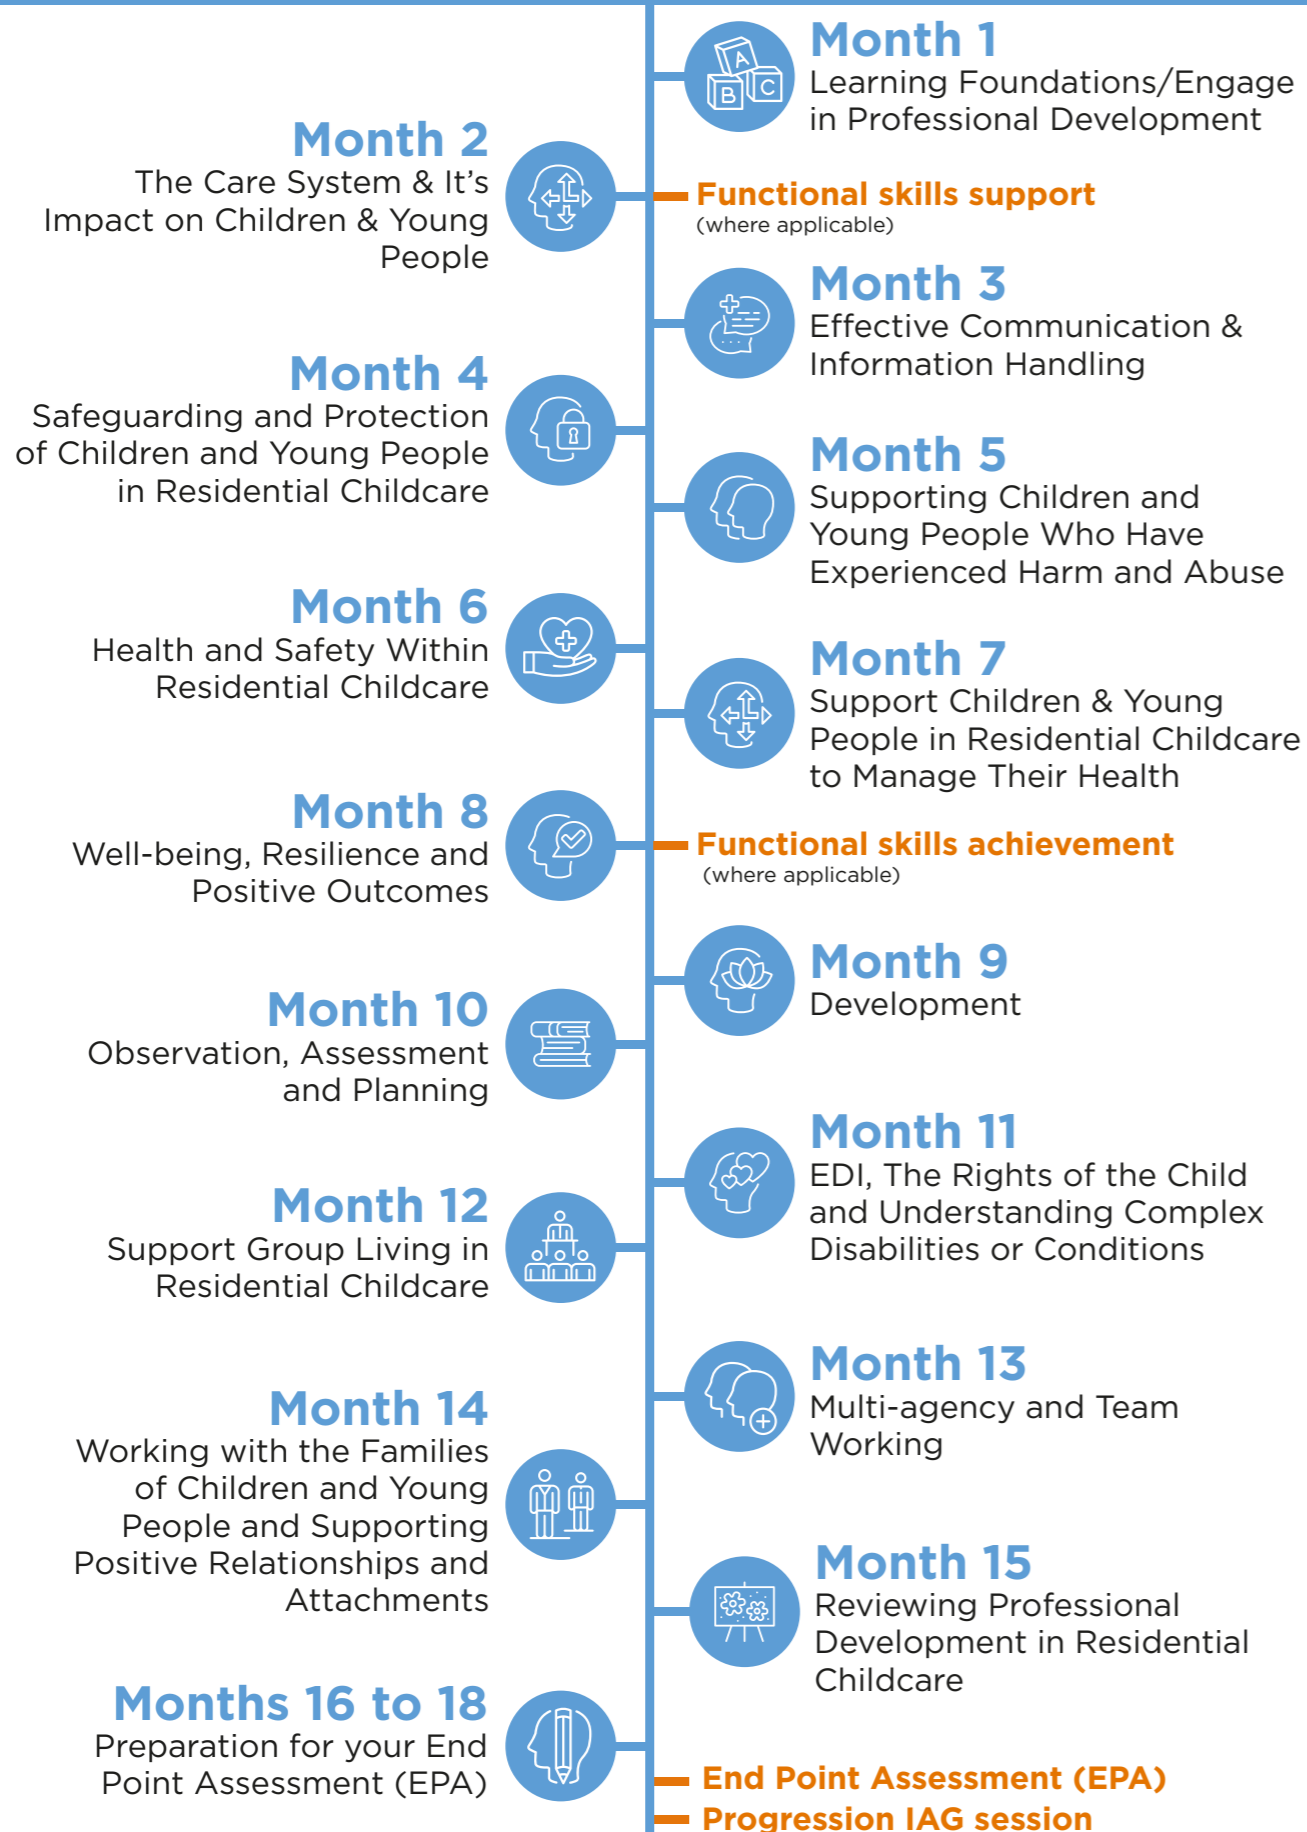 Month 1
Learning Foundations/Engage
in Professional Development
Month 2
The Care System & It's
Impact on Children & Young
People
Functional skills support
(where applicable)
Month 3
Effective Communication &
Information Handling
Month 4
Safeguarding and Protection
of Children and Young People
in Residential Childcare
Month 5
Supporting Children and
Young People Who Have
Experienced Harm and Abuse
Month 6
Health and Safety Within
Residential Childcare
Month 7
Support Children & Young
People in Residential Childcare
to Manage Their Health
Month 8
Well-being, Resilience and
Positive Outcomes
Functional skills achievement
(where applicable)
Month 9
Development
Month 10
Observation, Assessment
and Planning
Month 11
EDI, The Rights of the Child
and Understanding Complex
Disabilities or Conditions
Month 12
Support Group Living in
Residential Childcare
Month 13
Multi-agency and Team
Working
Month 14
Working with the Families
of Children and Young
People and Supporting
Positive Relationships and
Attachments
Month 15
Reviewing Professional
Development in Residential
Childcare
Months 16 to 18
Preparation for your End
Point Assessment (EPA)
End Point Assessment (EPA)
Progression IAG session
A
B
C